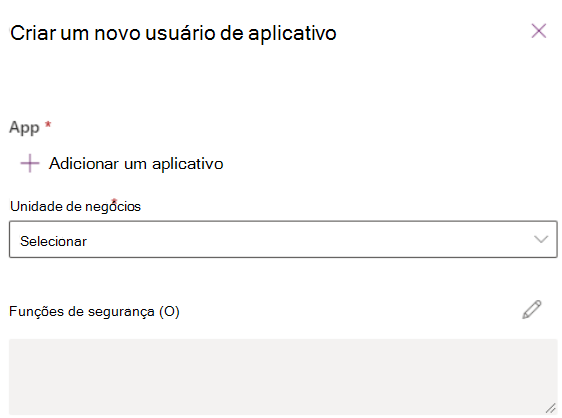 Criar um novo usuário de aplicativo
App *
Adicionar um aplicativo
Unidade de negócios *
Selecionar
Funções de segurança (O)